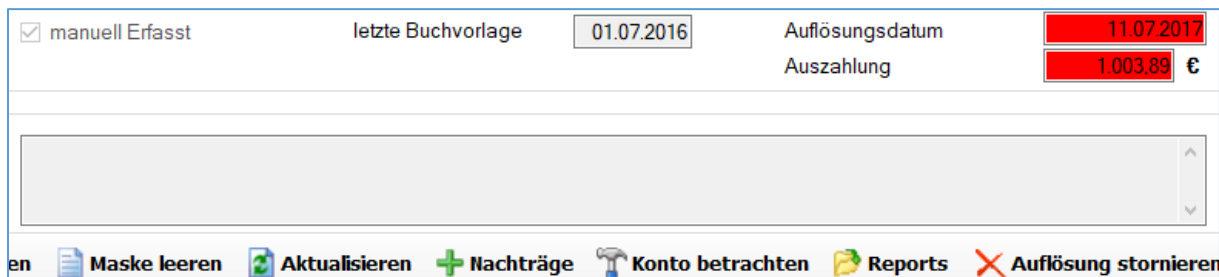 manuell Erfasst letzte Buchvorlage 01.07.2016 Auflösungsdatum 11.07.2017
Auszahlung 1.003,89 €
en Maske leeren Aktualisieren Nachträge Konto betrachten Reports Auflösung stornieren